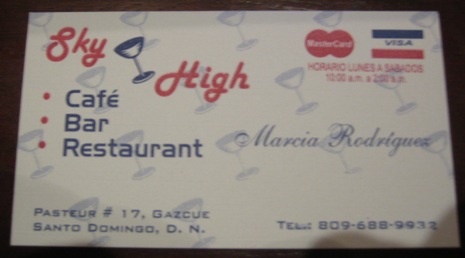 Sky High
MasterCard
VISA
HORARIO LUNES A SABADOS
10:00 a.m. a 2:00 a.m.
• Café
• Bar
• Restaurant
Marcia Rodríguez
Pasteur # 17, Gazcue
Santo Domingo, D. N.
Tel.: 809-688-9932